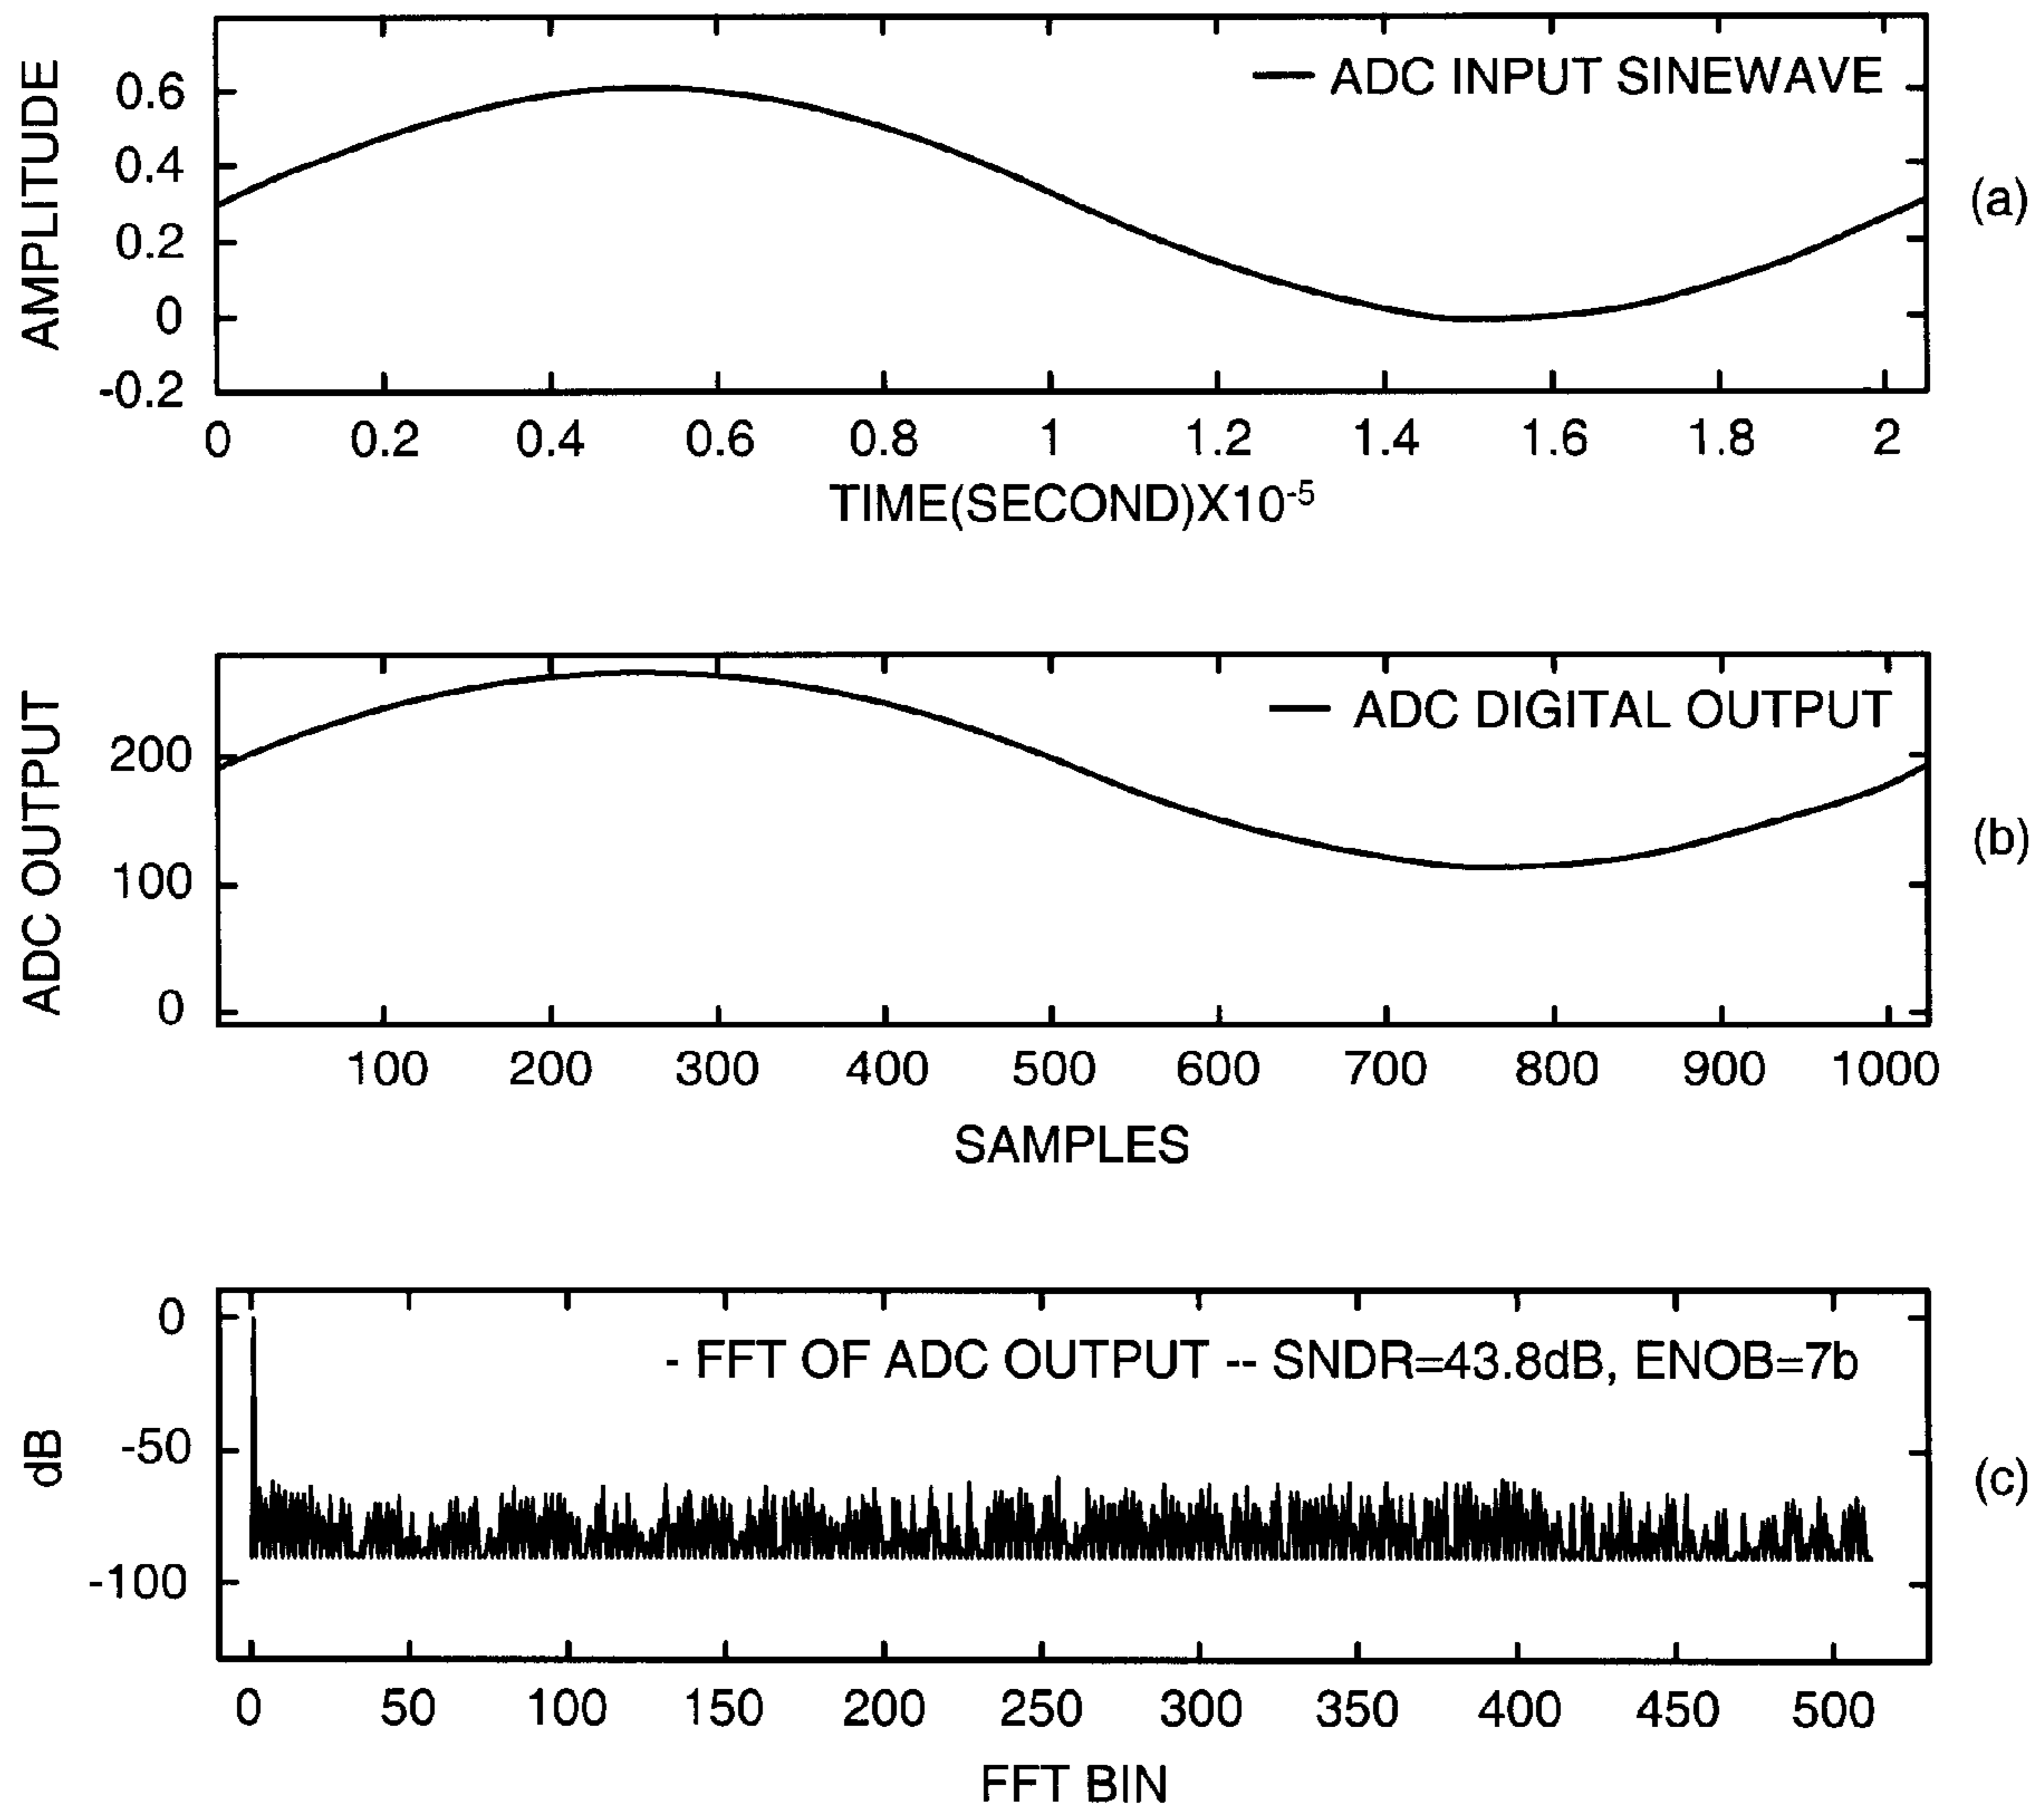 AMPLITUDE
0.6
0.4
0.2
0
-0.2
— ADC INPUT SINEWAVE
(a)
0 0.2 0.4 0.6 0.8 1 1.2 1.4 1.6 1.8 2
TIME(SECOND)X10⁻⁵
ADC OUTPUT
200
100
0
— ADC DIGITAL OUTPUT
(b)
100 200 300 400 500 600 700 800 900 1000
SAMPLES
dB
0
-50
-100
- FFT OF ADC OUTPUT -- SNDR=43.8dB, ENOB=7b
(c)
0 50 100 150 200 250 300 350 400 450 500
FFT BIN